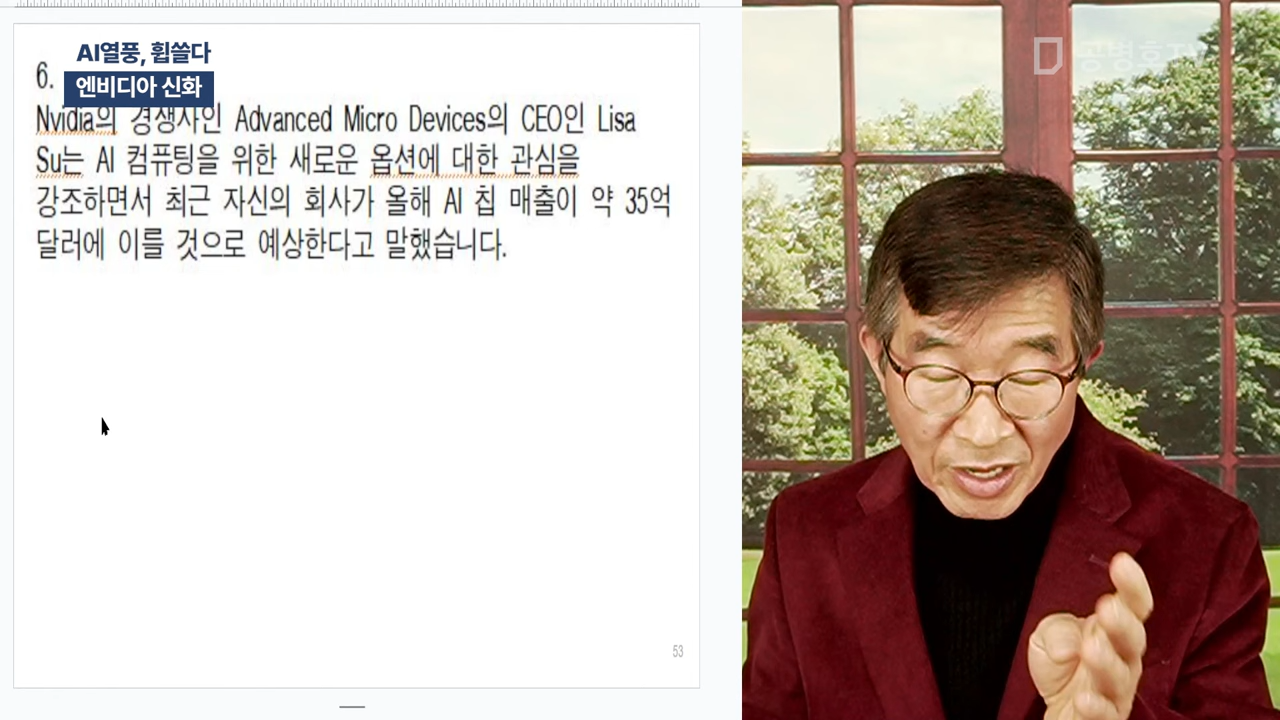 AI열풍, 휩쓸다
엔비디아 신화
6.
Nvidia의 경쟁사인 Advanced Micro Devices의 CEO인 Lisa
Su는 AI 컴퓨팅을 위한 새로운 옵션에 대한 관심을
강조하면서 최근 자신의 회사가 올해 AI 칩 매출이 약 35억
달러에 이를 것으로 예상한다고 말했습니다.
53
공병호TV